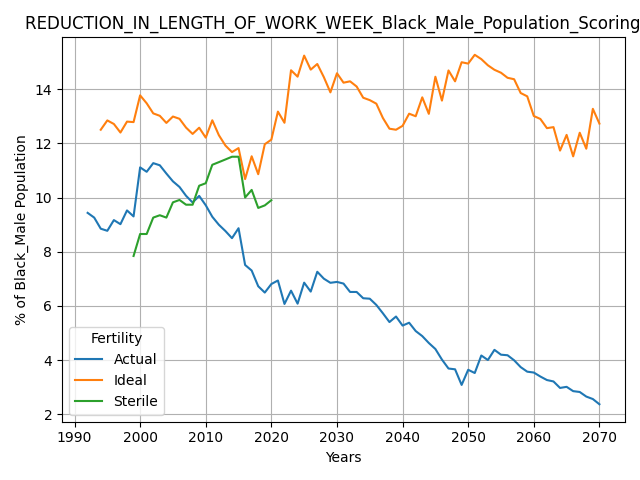 REDUCTION_IN_LENGTH_OF_WORK_WEEK_Black_Male_Population_Scoring
% of Black_Male Population
14
12
10
8
6
4
2
Fertility
Actual
Ideal
Sterile
1990 2000 2010 2020 2030 2040 2050 2060 2070
Years